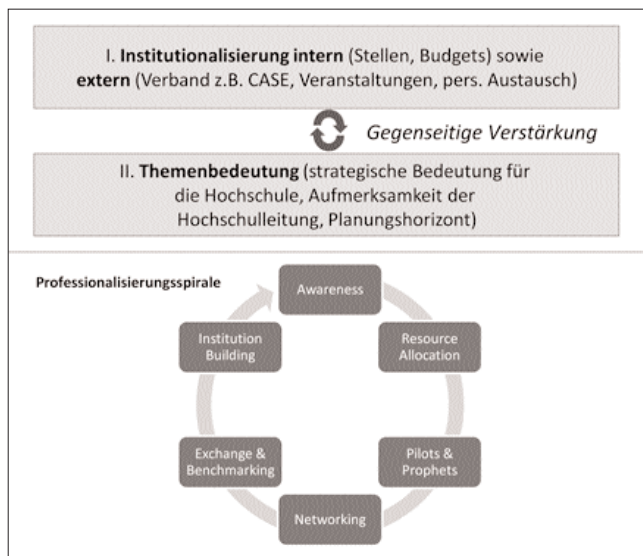 I. Institutionalisierung intern (Stellen, Budgets) sowie
extern (Verband z.B. CASE, Veranstaltungen, pers. Austausch)
Gegenseitige Verstärkung
II. Themenbedeutung (strategische Bedeutung für
die Hochschule, Aufmerksamkeit der
Hochschulleitung, Planungshorizont)
Professionalisierungsspirale
Awareness
Resource
Allocation
Pilots &
Prophets
Networking
Exchange &
Benchmarking
Institution
Building